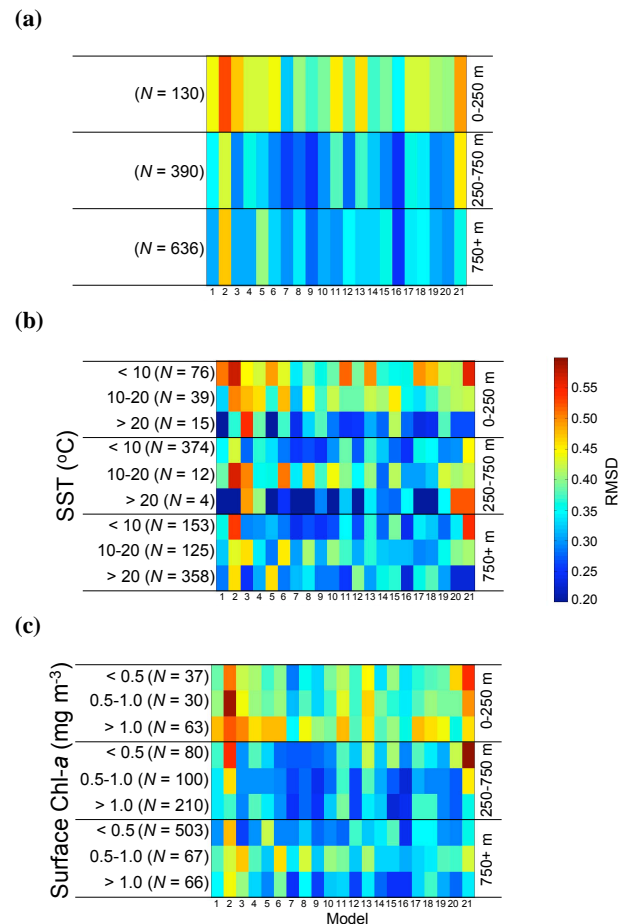 (a)
(N = 130)
0-250 m
(N = 390)
250-750 m
(N = 636)
750+ m
1 2 3 4 5 6 7 8 9 10 11 12 13 14 15 16 17 18 19 20 21
(b)
SST (ºC)
< 10 (N = 76)
10-20 (N = 39)
> 20 (N = 15)
0-250 m
< 10 (N = 374)
10-20 (N = 12)
> 20 (N = 4)
250-750 m
< 10 (N = 153)
10-20 (N = 125)
> 20 (N = 358)
750+ m
1 2 3 4 5 6 7 8 9 10 11 12 13 14 15 16 17 18 19 20 21
0.55
0.50
0.45
0.40
0.35
0.30
0.25
0.20
RMSD
(c)
Surface Chl-a (mg m-3)
< 0.5 (N = 37)
0.5-1.0 (N = 30)
> 1.0 (N = 63)
0-250 m
< 0.5 (N = 80)
0.5-1.0 (N = 100)
> 1.0 (N = 210)
250-750 m
< 0.5 (N = 503)
0.5-1.0 (N = 67)
> 1.0 (N = 66)
750+ m
1 2 3 4 5 6 7 8 9 10 11 12 13 14 15 16 17 18 19 20 21
Model